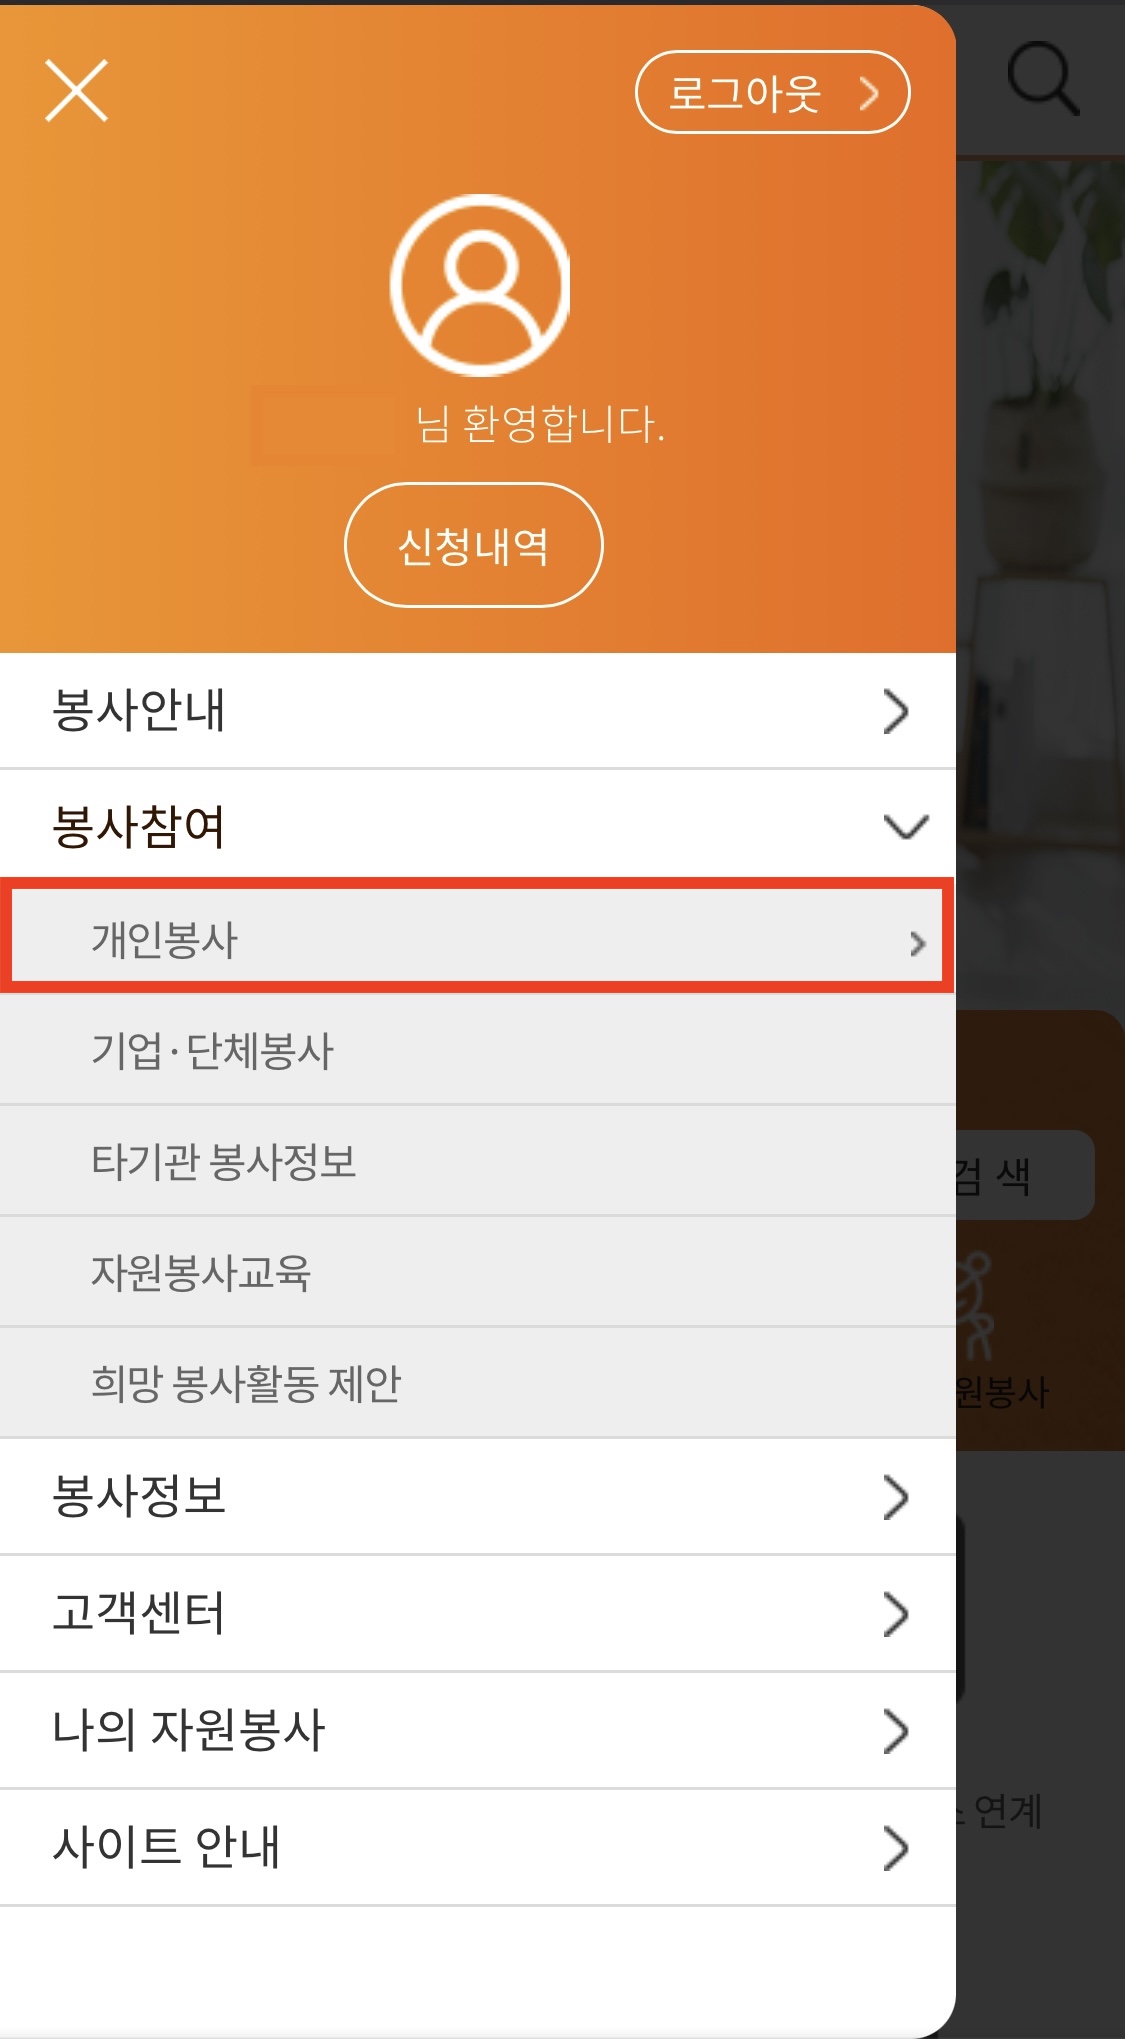 로그아웃
님 환영합니다.
신청내역
봉사안내
봉사참여
개인봉사
기업·단체봉사
타기관 봉사정보
자원봉사교육
희망 봉사활동 제안
봉사정보
고객센터
나의 자원봉사
사이트 안내
검 색
원봉사
연계